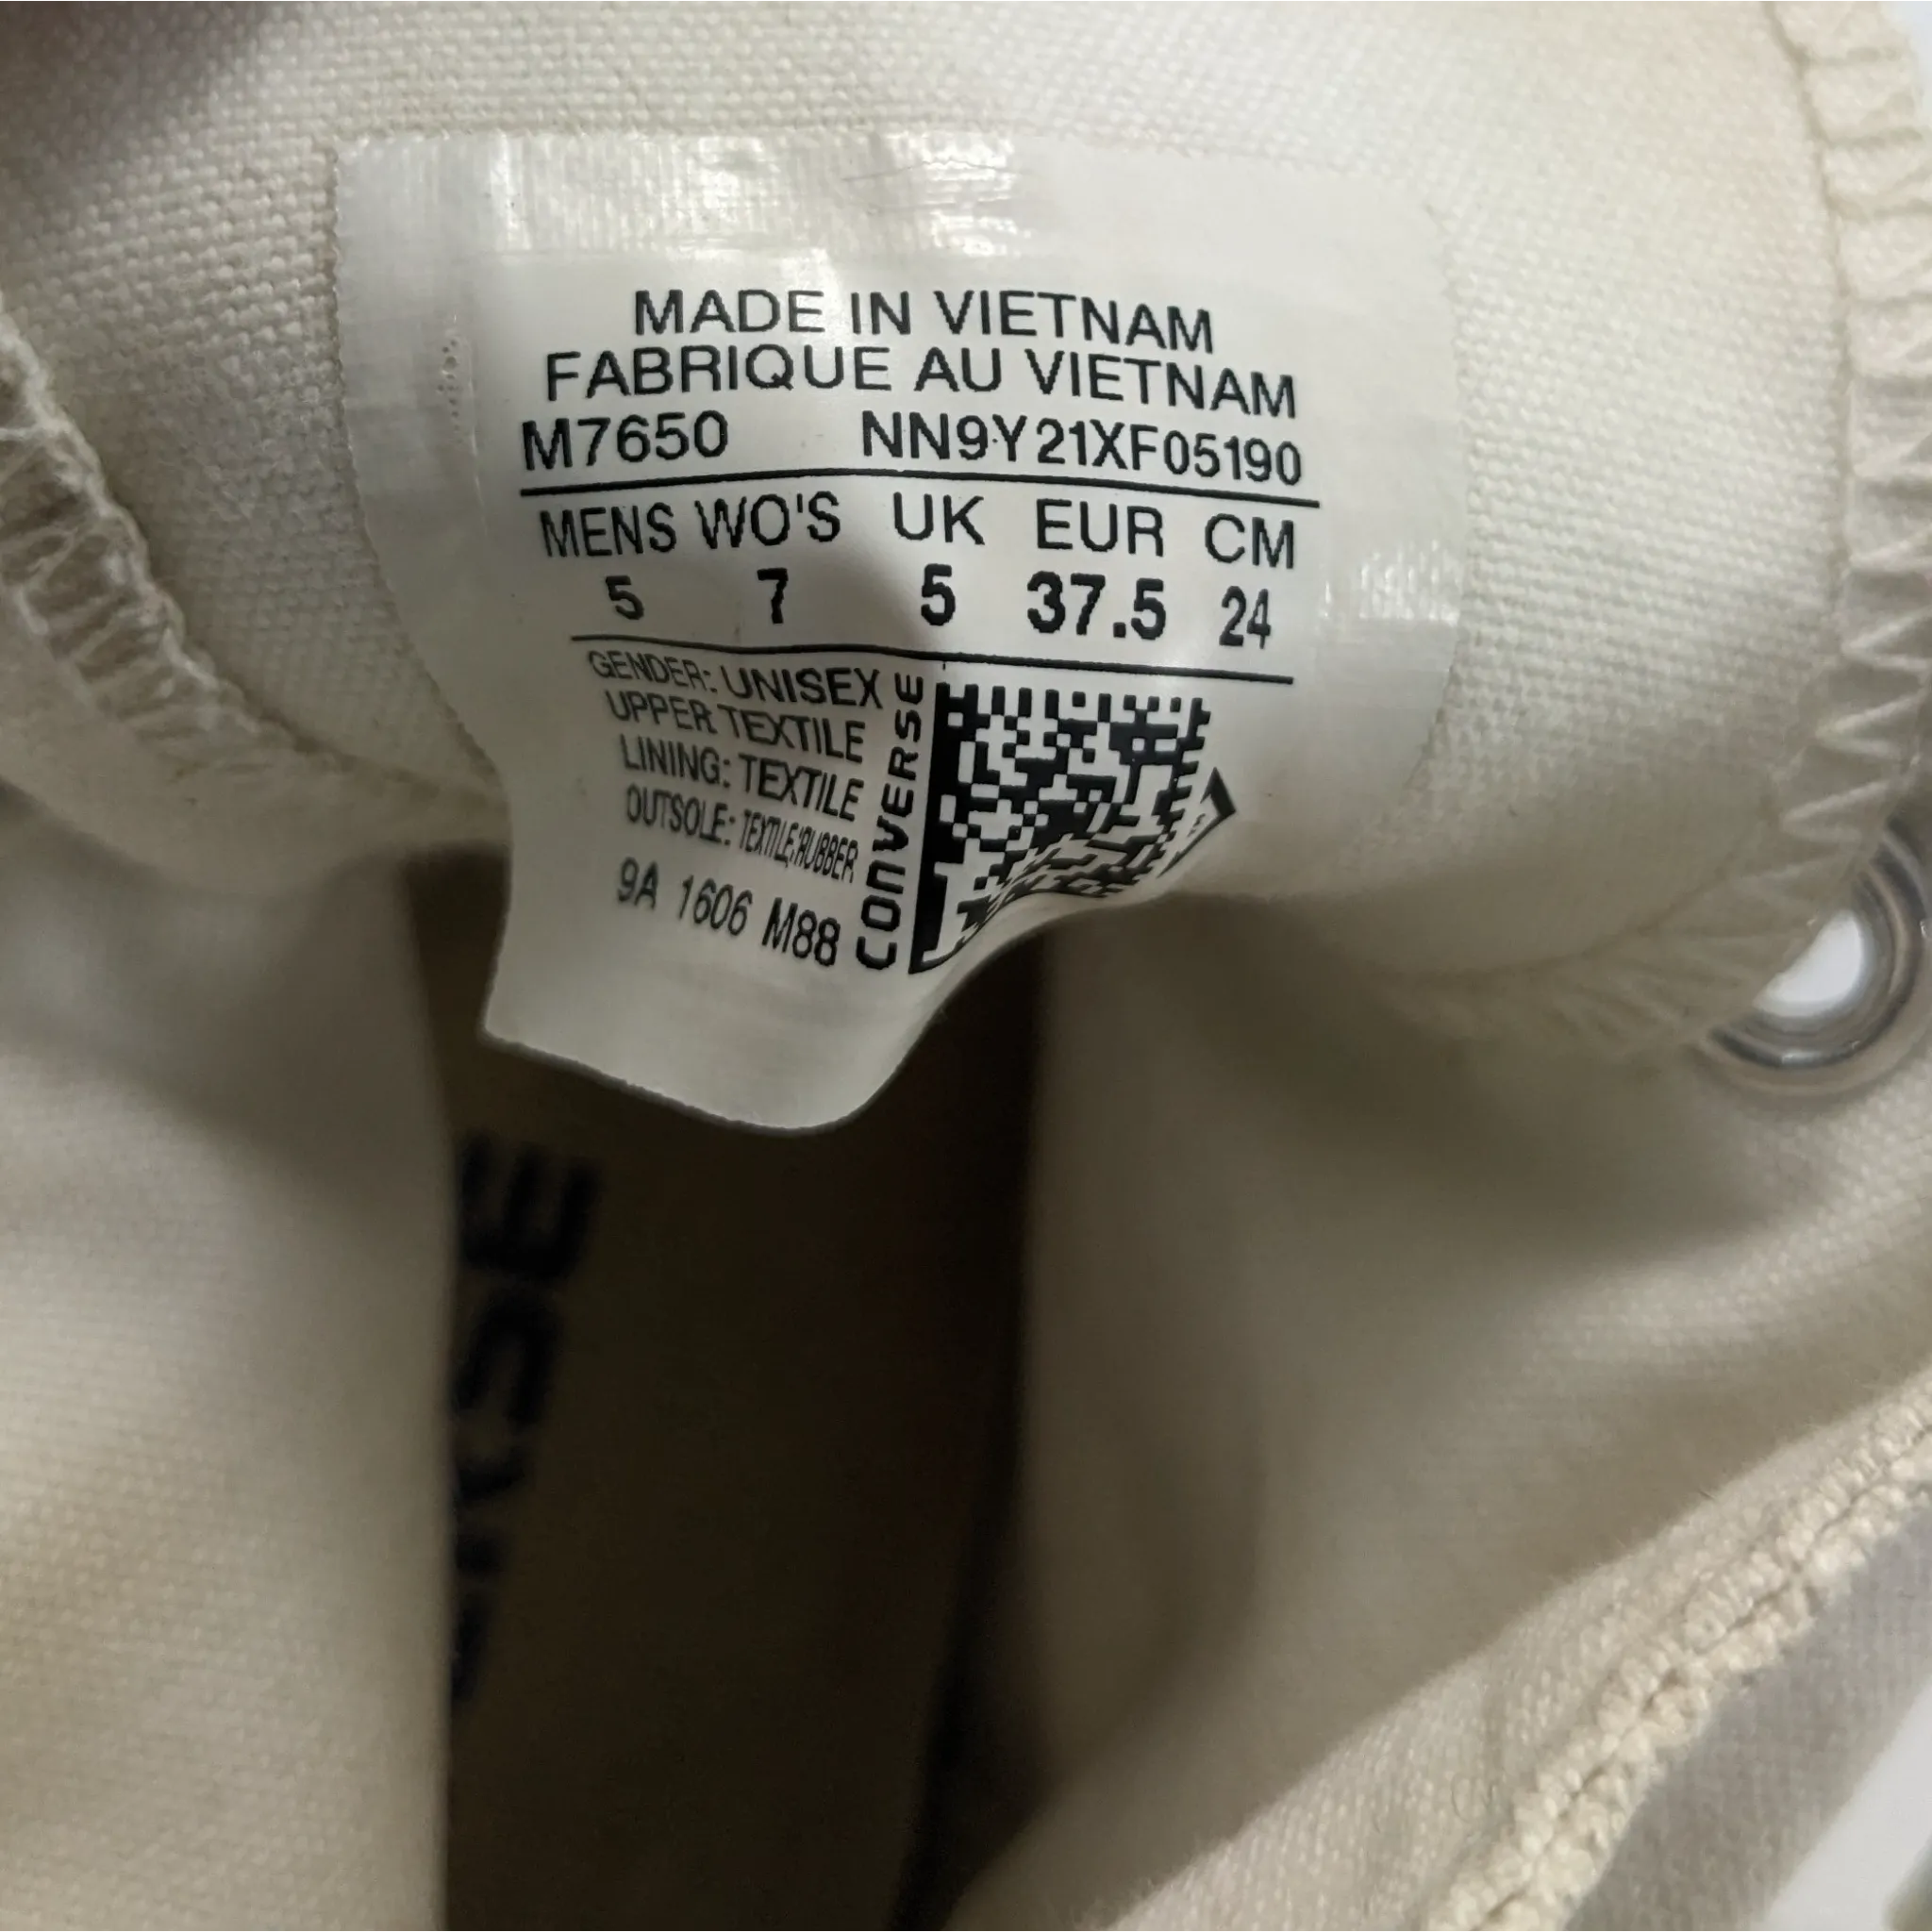 MADE IN VIETNAM
FABRIQUE AU VIETNAM
M7650 NN9Y21XF05190
MENS WO'S UK EUR CM
5 7 5 37.5 24
GENDER: UNISEX
UPPER TEXTILE
LINING: TEXTILE
OUTSOLE: TEXTILE/RUBBER
9A 1606 M88
CONVERSE